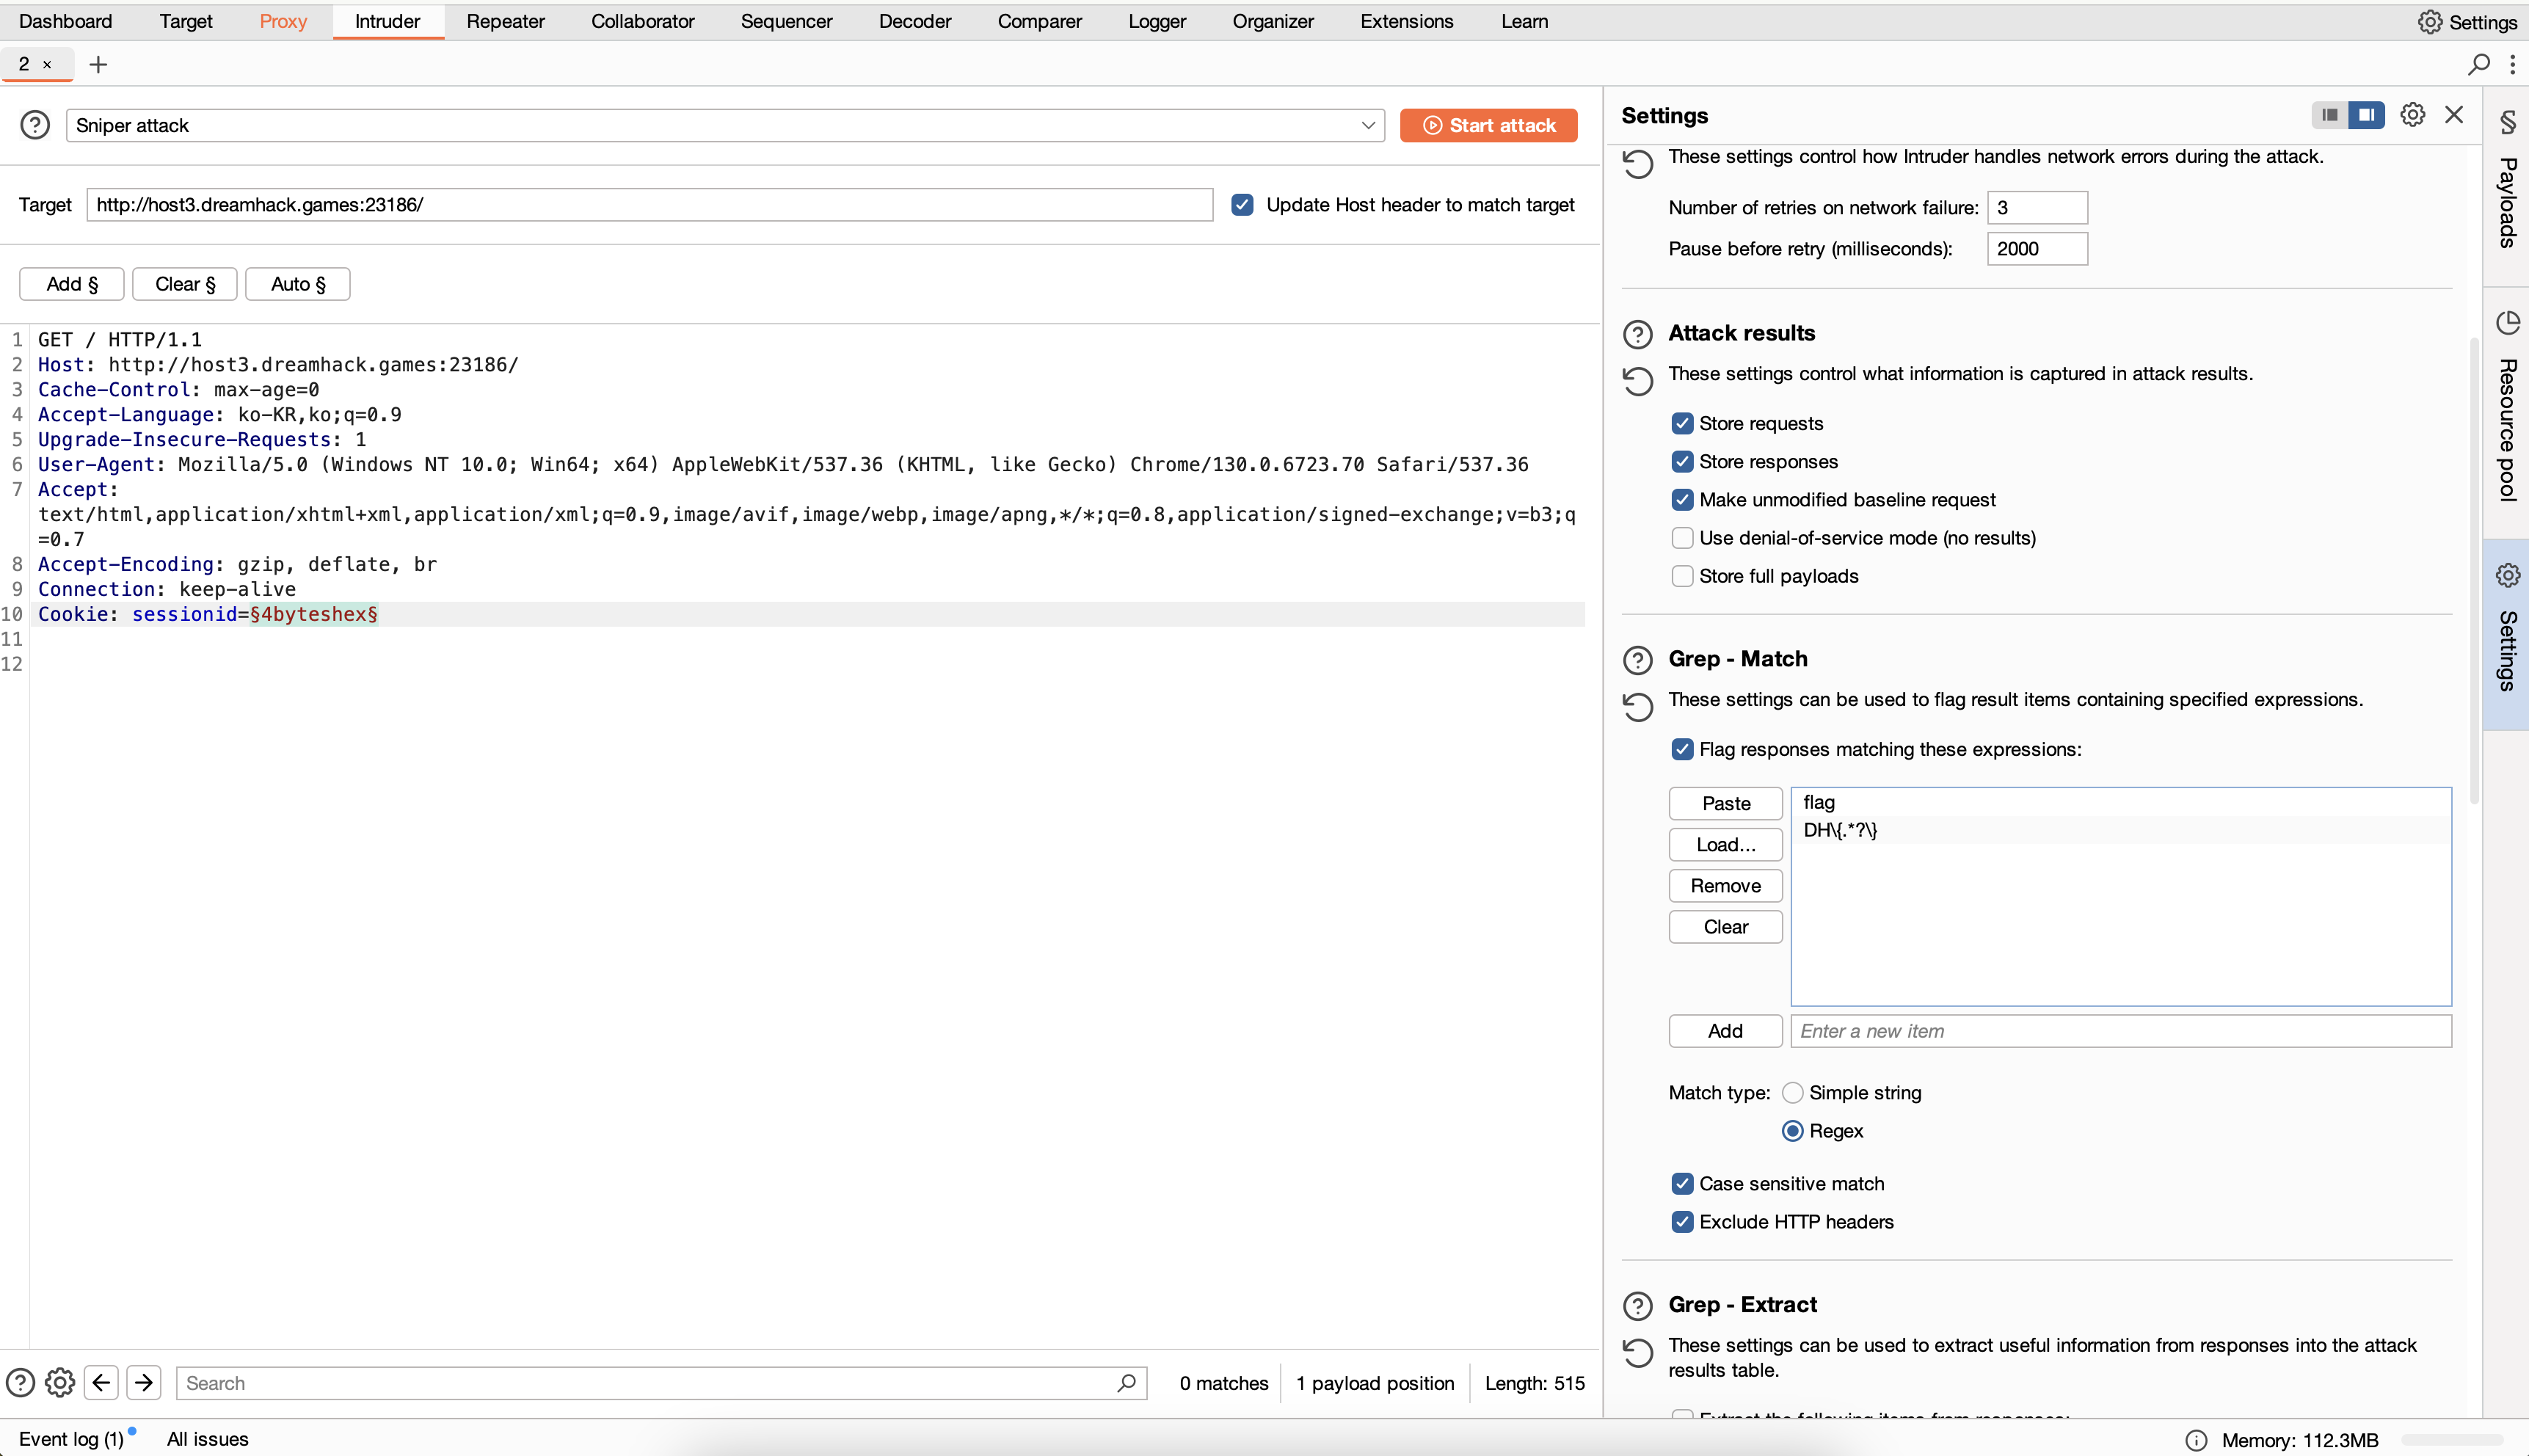 Dashboard Target Proxy Intruder Repeater Collaborator Sequencer Decoder Comparer Logger Organizer Extensions Learn Settings
2 × +
Sniper attack Start attack
Target http://host3.dreamhack.games:23186/ Update Host header to match target
Add § Clear § Auto §
1 GET / HTTP/1.1
2 Host: http://host3.dreamhack.games:23186/
3 Cache-Control: max-age=0
4 Accept-Language: ko-KR,ko;q=0.9
5 Upgrade-Insecure-Requests: 1
6 User-Agent: Mozilla/5.0 (Windows NT 10.0; Win64; x64) AppleWebKit/537.36 (KHTML, like Gecko) Chrome/130.0.6723.70 Safari/537.36
7 Accept:
text/html,application/xhtml+xml,application/xml;q=0.9,image/avif,image/webp,image/apng,*/*;q=0.8,application/signed-exchange;v=b3;q
=0.7
8 Accept-Encoding: gzip, deflate, br
9 Connection: keep-alive
10 Cookie: sessionid=§4byteshex§
11
12
Search 0 matches 1 payload position Length: 515
Settings
These settings control how Intruder handles network errors during the attack.
Number of retries on network failure: 3
Pause before retry (milliseconds): 2000
Attack results
These settings control what information is captured in attack results.
Store requests
Store responses
Make unmodified baseline request
Use denial-of-service mode (no results)
Store full payloads
Grep - Match
These settings can be used to flag result items containing specified expressions.
Flag responses matching these expressions:
Paste
Load...
Remove
Clear
flag
DH\{.*?\}
Add Enter a new item
Match type: Simple string
Regex
Case sensitive match
Exclude HTTP headers
Grep - Extract
These settings can be used to extract useful information from responses into the attack
results table.
Extract the following items from responses:
§ Payloads
Resource pool
Settings
Event log (1) All issues Memory: 112.3MB